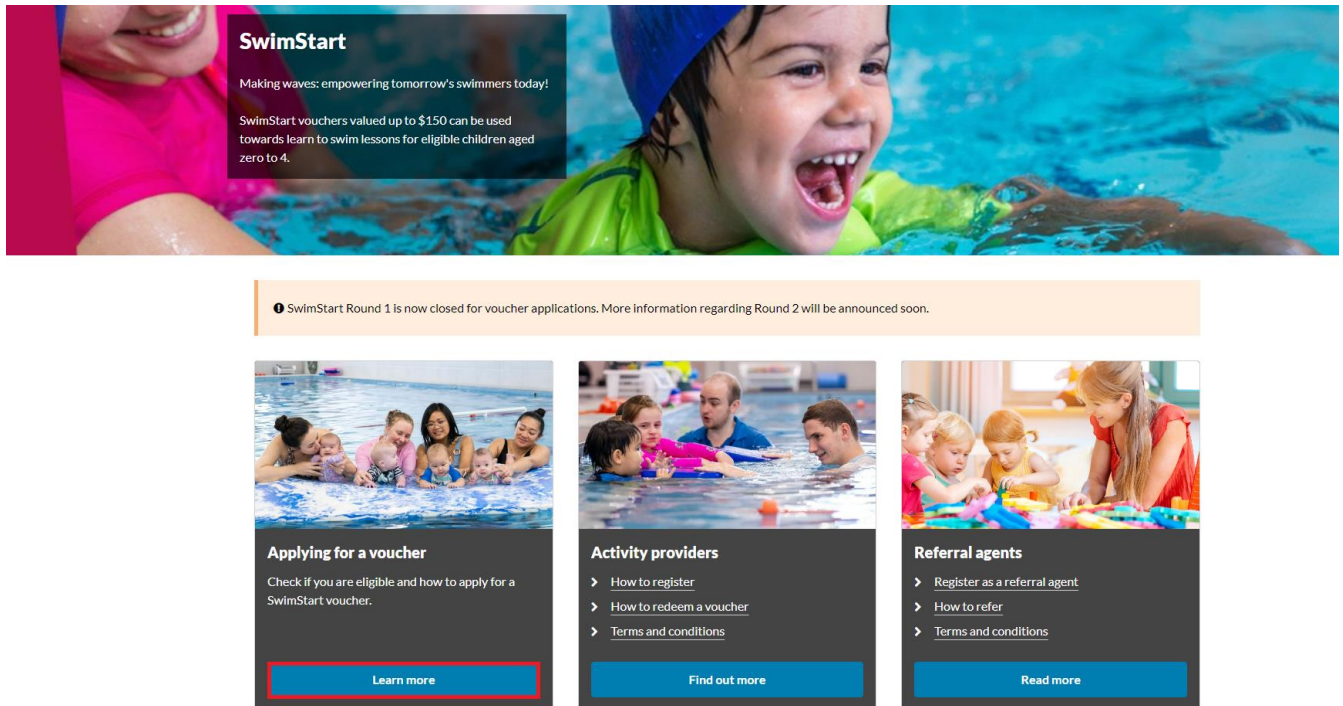 SwimStart
Making waves: empowering tomorrow's swimmers today!
SwimStart vouchers valued up to $150 can be used
towards learn to swim lessons for eligible children aged
zero to 4.
SwimStart Round 1 is now closed for voucher applications. More information regarding Round 2 will be announced soon.
Applying for a voucher
Check if you are eligible and how to apply for a
SwimStart voucher.
Learn more
Activity providers
How to register
How to redeem a voucher
Terms and conditions
Find out more
Referral agents
Register as a referral agent
How to refer
Terms and conditions
Read more